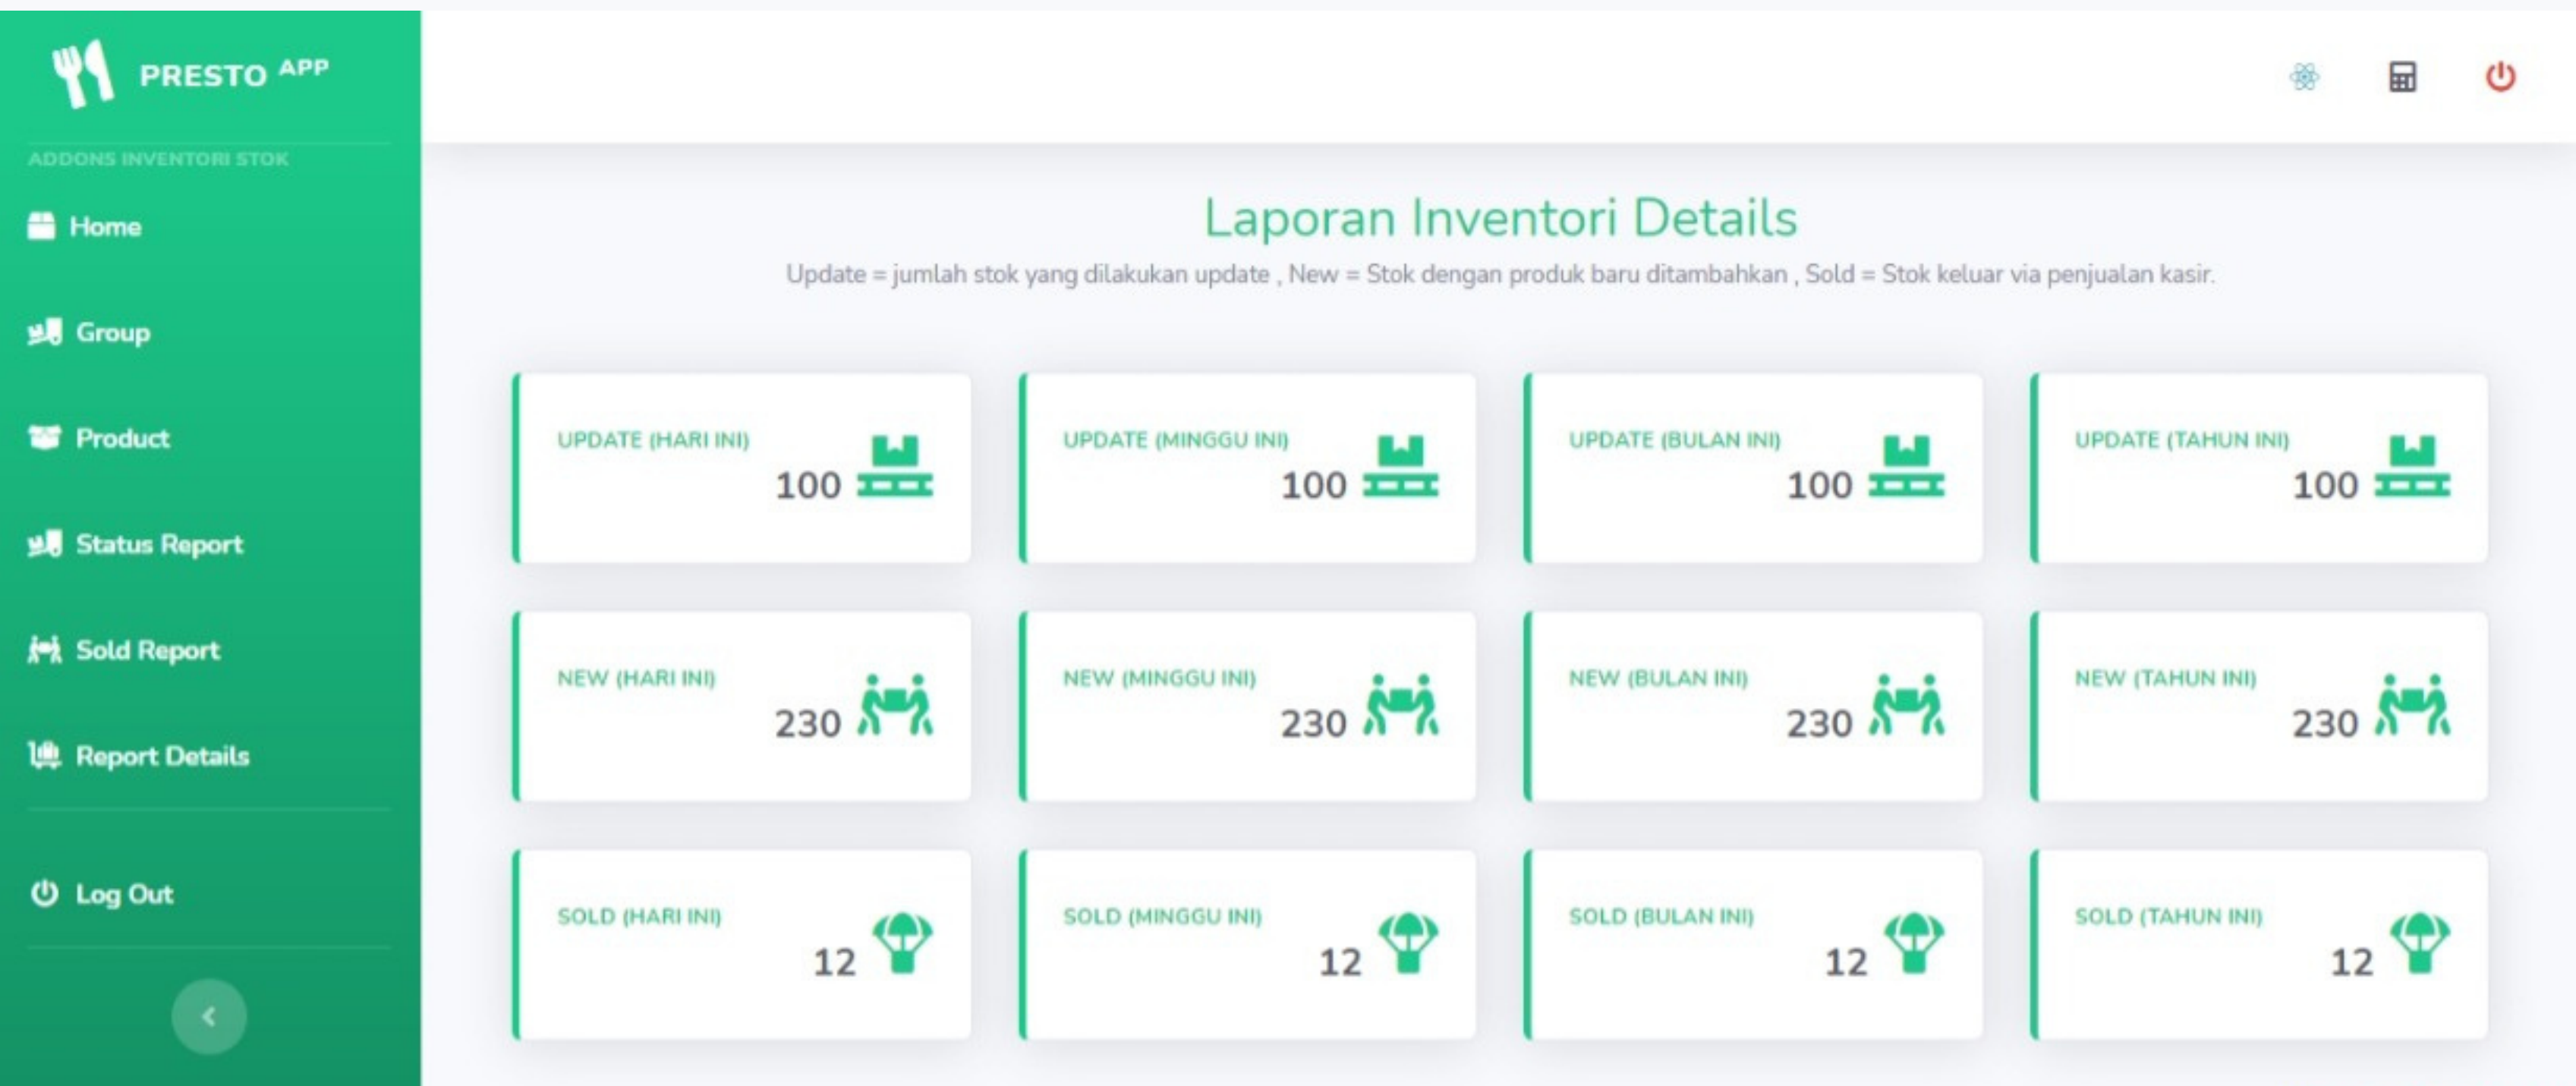 PRESTO APP
ADDONS INVENTORI STOK
Home
Group
Product
Status Report
Sold Report
Report Details
Log Out
Laporan Inventori Details
Update = jumlah stok yang dilakukan update , New = Stok dengan produk baru ditambahkan , Sold = Stok keluar via penjualan kasir.
UPDATE (HARI INI)
100
UPDATE (MINGGU INI)
100
UPDATE (BULAN INI)
100
UPDATE (TAHUN INI)
100
NEW (HARI INI)
230
NEW (MINGGU INI)
230
NEW (BULAN INI)
230
NEW (TAHUN INI)
230
SOLD (HARI INI)
12
SOLD (MINGGU INI)
12
SOLD (BULAN INI)
12
SOLD (TAHUN INI)
12